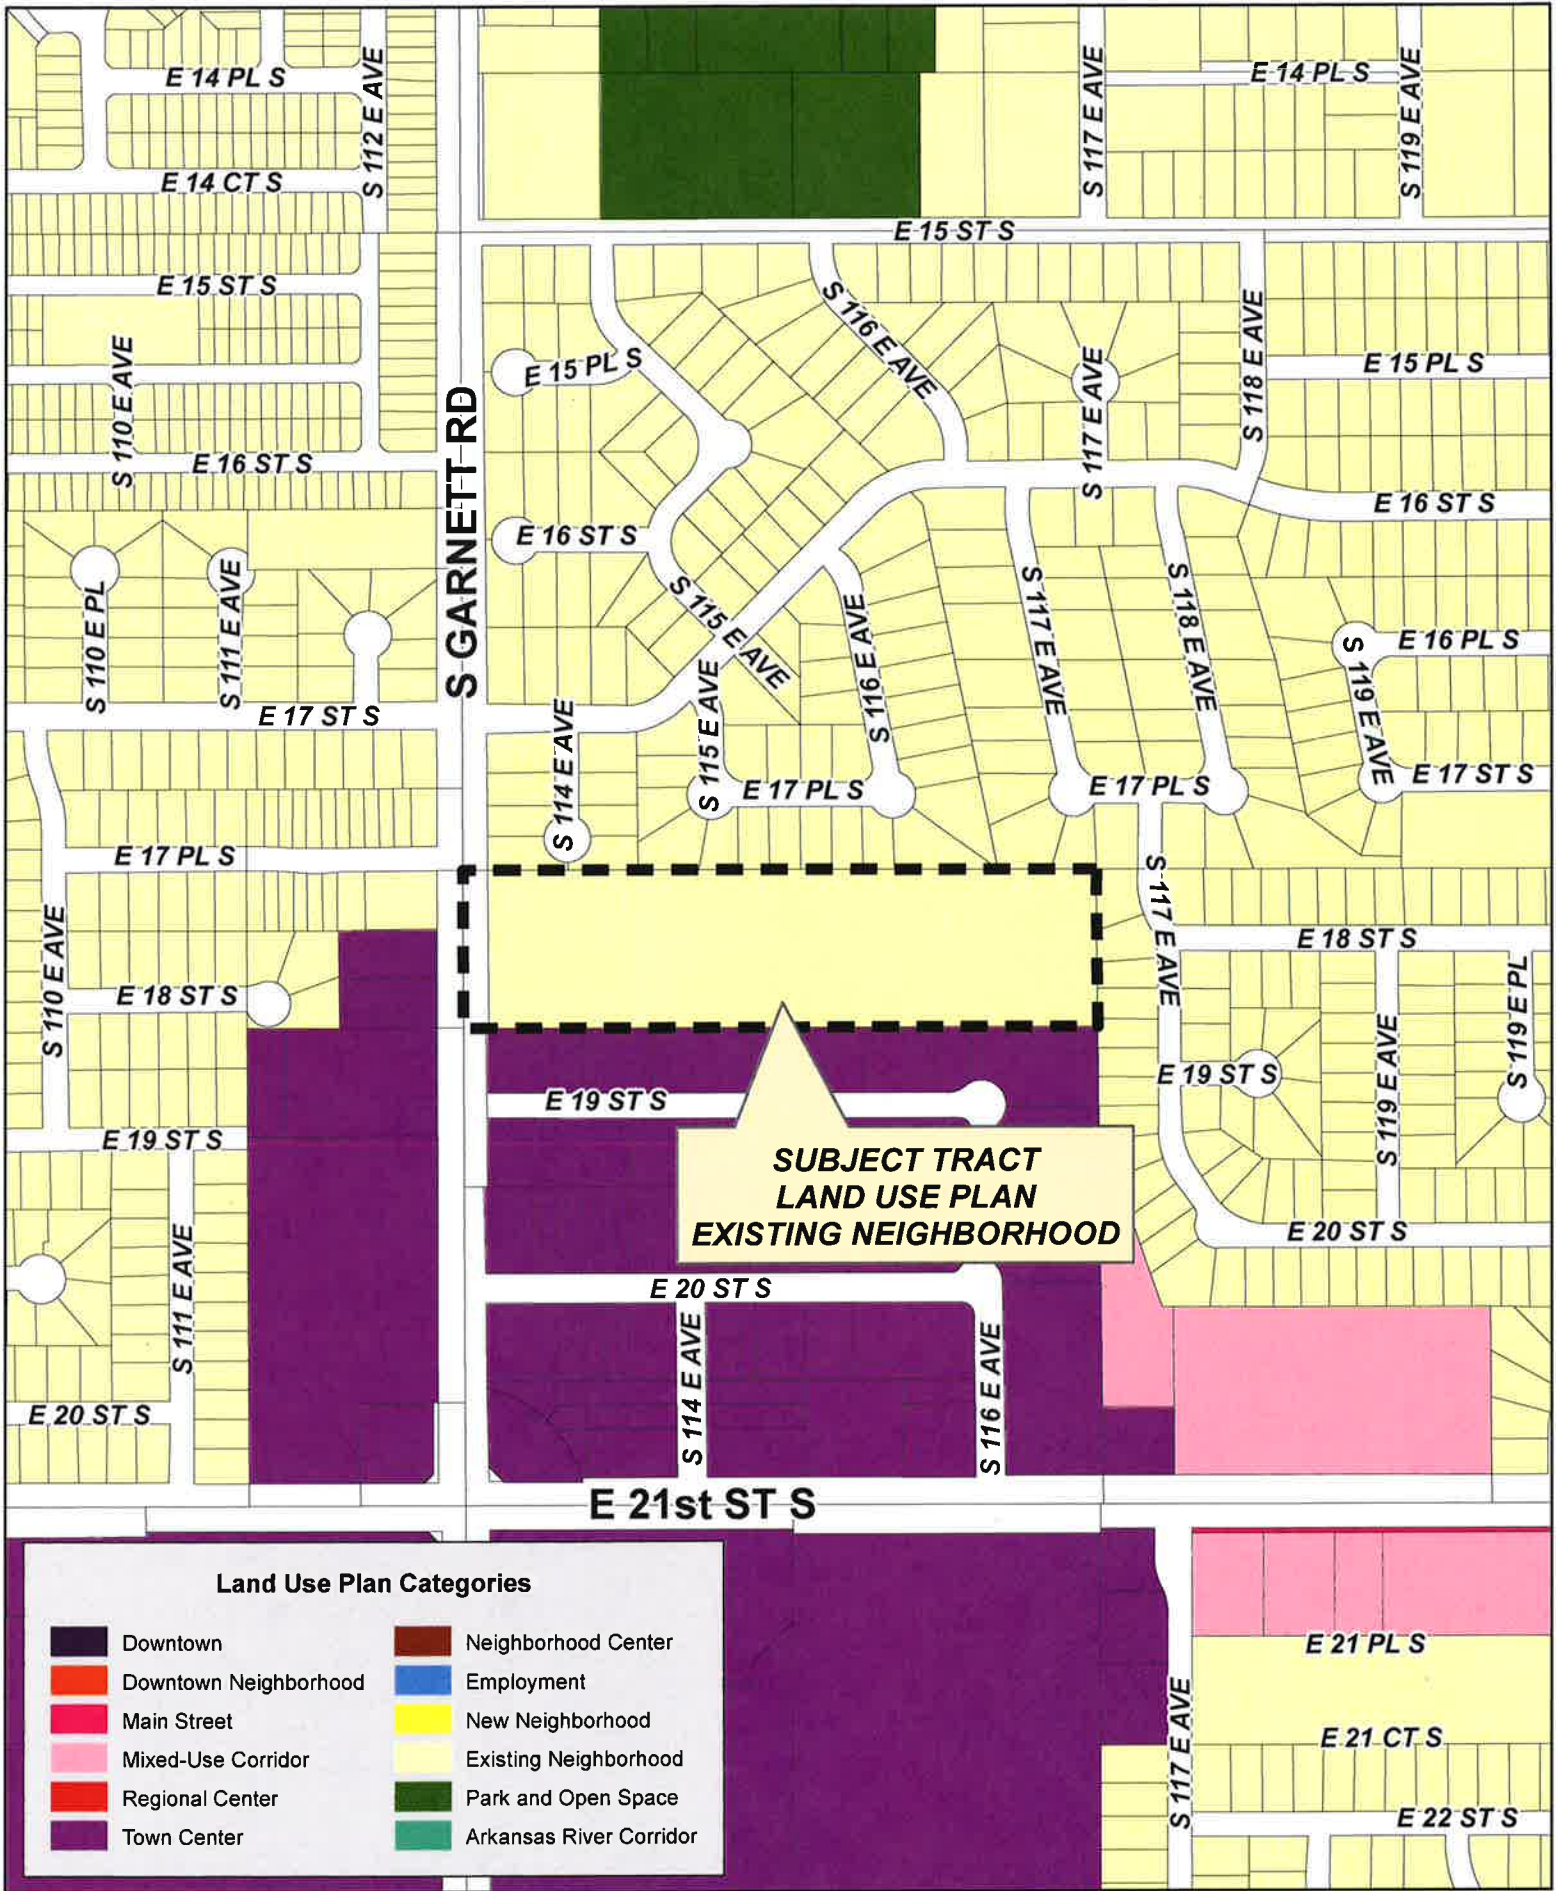 E 14 PL S
S 112 E AVE
E 14 CT S
S 117 E AVE
E 14 PL S
S 119 E AVE
E 15 ST S
E 15 ST S
S 110 E AVE
E 16 ST S
S GARNETT RD
E 15 PL S
S 116 E AVE
S 117 E AVE
S 118 E AVE
E 15 PL S
E 16 ST S
E 16 ST S
S 110 E PL
S 111 E AVE
E 17 ST S
S 115 E AVE
S 116 E AVE
S 117 E AVE
S 118 E AVE
E 16 PL S
S 119 E AVE
E 17 ST S
S 114 E AVE
S 115 E AVE
E 17 PL S
E 17 PL S
E 17 PL S
S 110 E AVE
E 18 ST S
S 117 E AVE
E 18 ST S
S 119 E PL
S 119 E AVE
E 19 ST S
E 19 ST S
E 19 ST S
SUBJECT TRACT
LAND USE PLAN
EXISTING NEIGHBORHOOD
E 20 ST S
S 111 E AVE
E 20 ST S
E 20 ST S
S 114 E AVE
S 116 E AVE
E 21st ST S
Land Use Plan Categories
Downtown
Downtown Neighborhood
Main Street
Mixed-Use Corridor
Regional Center
Town Center
Neighborhood Center
Employment
New Neighborhood
Existing Neighborhood
Park and Open Space
Arkansas River Corridor
E 21 PL S
S 117 E AVE
E 21 CT S
E 22 ST S